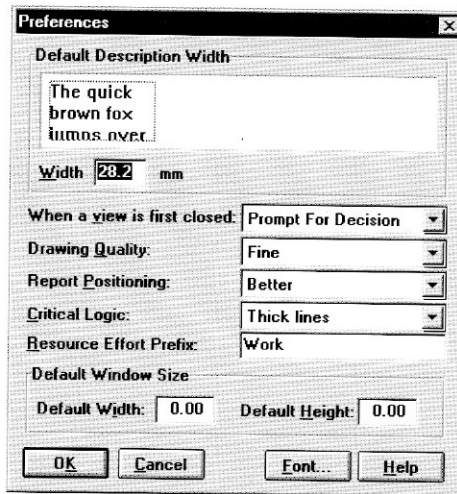 Preferences
Default Description Width
The quick
brown fox
jumps over
Width 28.2 mm
When a view is first closed: Prompt For Decision
Drawing Quality: Fine
Report Positioning: Better
Critical Logic: Thick lines
Resource Effort Prefix: Work
Default Window Size
Default Width: 0.00 Default Height: 0.00
OK Cancel Font... Help